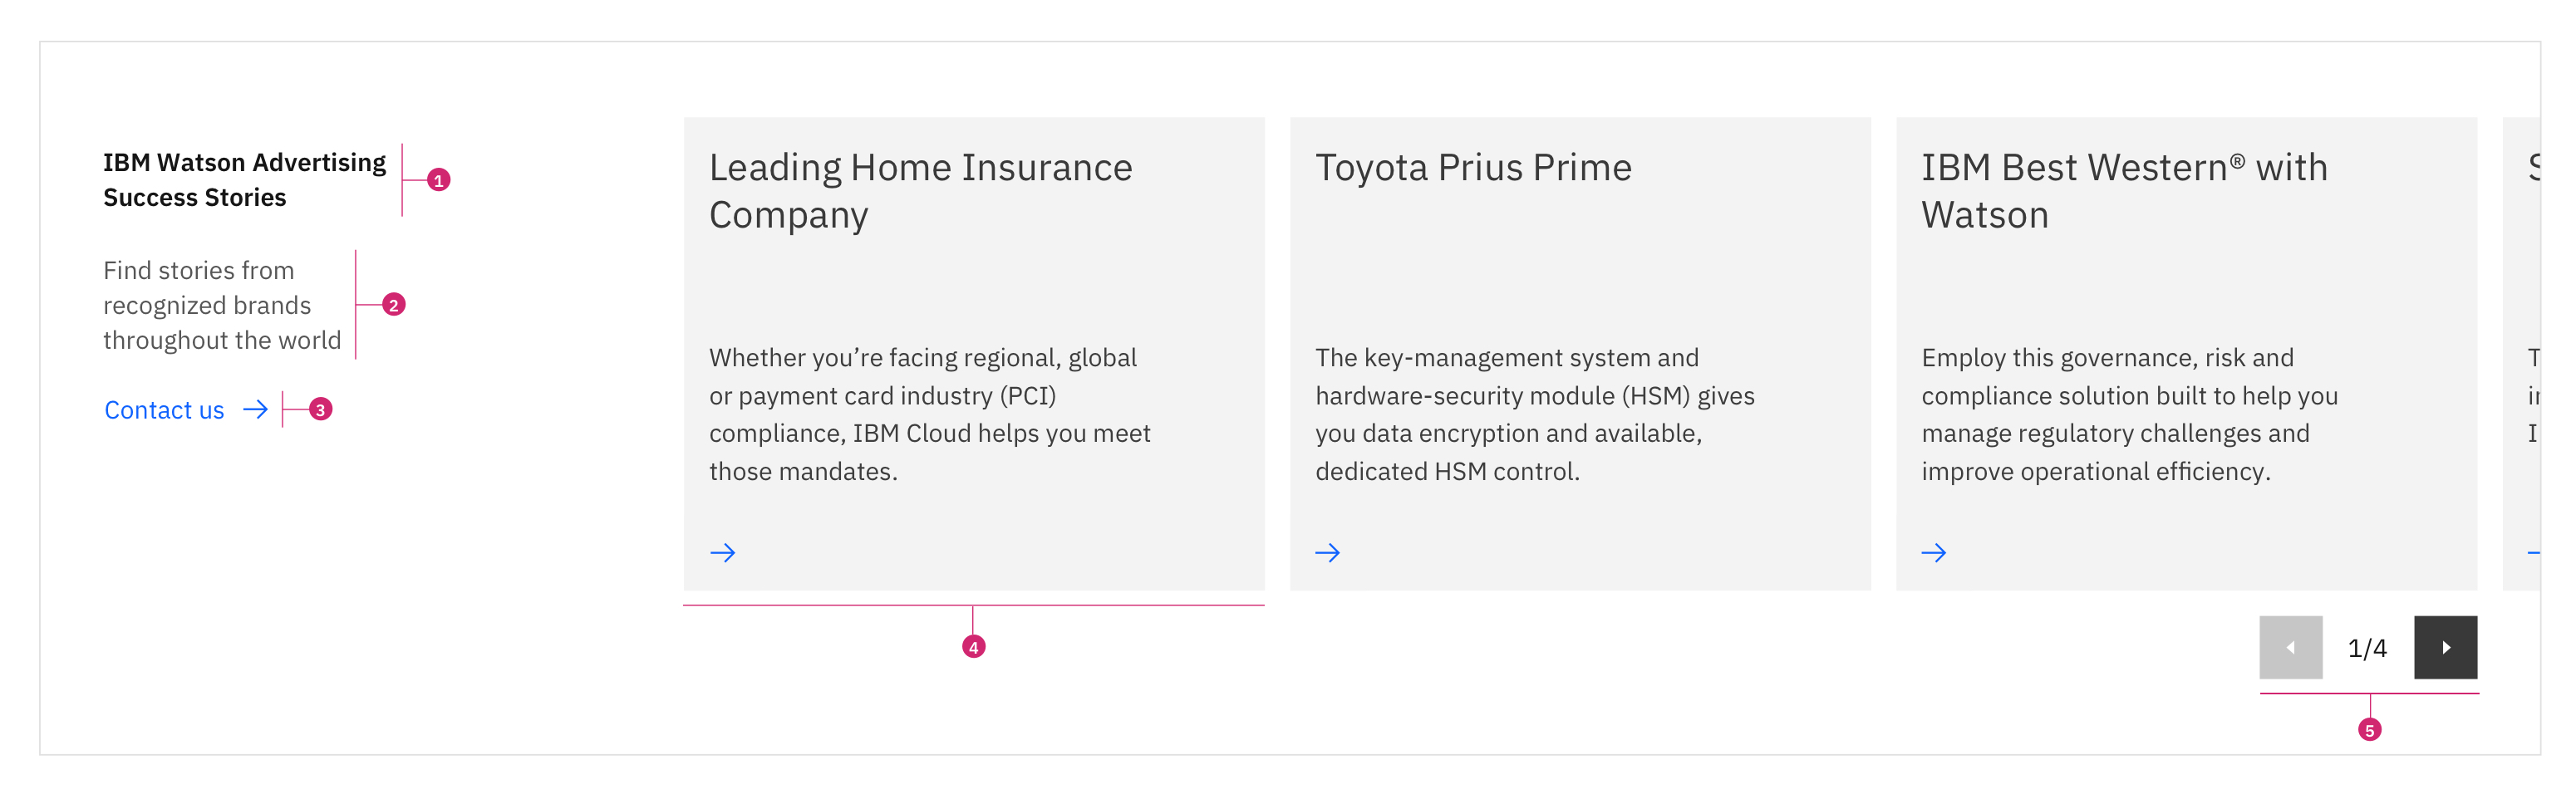 IBM Watson Advertising
Success Stories
1
Find stories from
recognized brands
throughout the world
2
Contact us
3
Leading Home Insurance
Company
Whether you’re facing regional, global
or payment card industry (PCI)
compliance, IBM Cloud helps you meet
those mandates.
4
Toyota Prius Prime
The key-management system and
hardware-security module (HSM) gives
you data encryption and available,
dedicated HSM control.
IBM Best Western® with
Watson
Employ this governance, risk and
compliance solution built to help you
manage regulatory challenges and
improve operational efficiency.
1/4
5